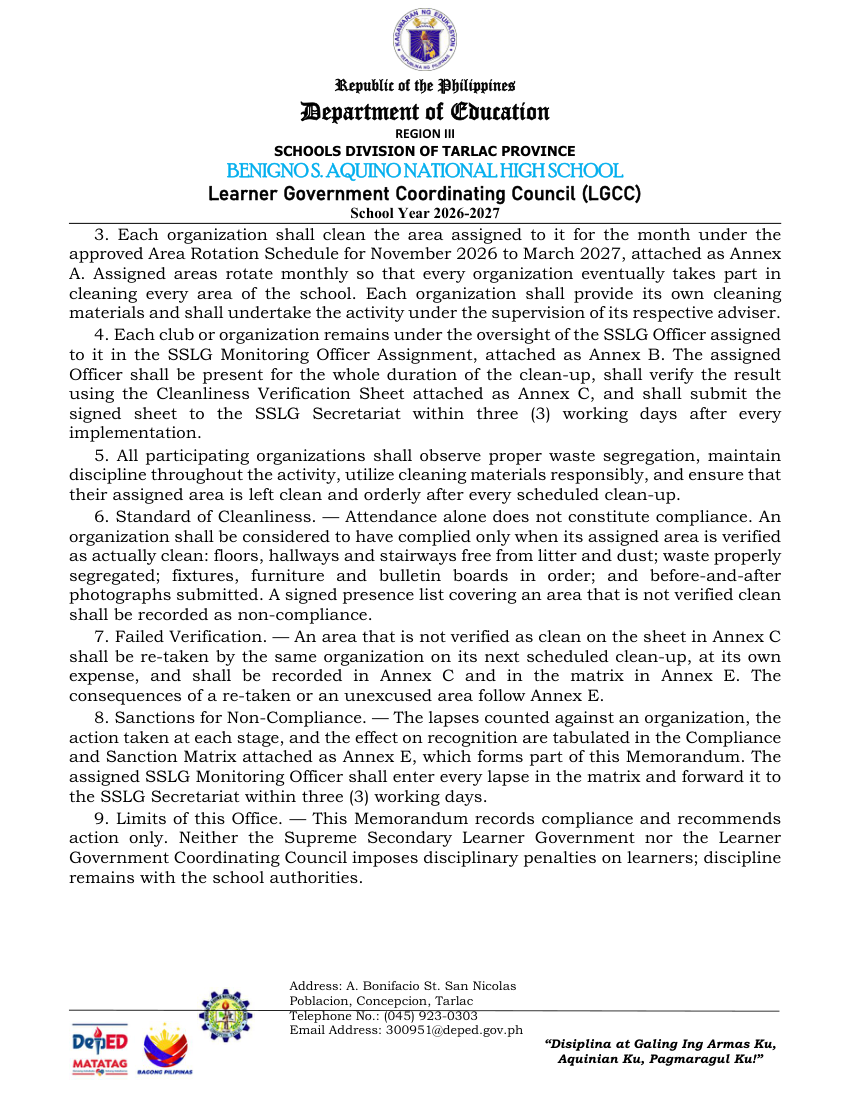 KAGAWARAN NG EDUKASYON
REPUBLIKA NG PILIPINAS
Republic of the Philippines
Department of Education
REGION III
SCHOOLS DIVISION OF TARLAC PROVINCE
BENIGNO S. AQUINO NATIONAL HIGH SCHOOL
Learner Government Coordinating Council (LGCC)
School Year 2026-2027
3. Each organization shall clean the area assigned to it for the month under the
approved Area Rotation Schedule for November 2026 to March 2027, attached as Annex
A. Assigned areas rotate monthly so that every organization eventually takes part in
cleaning every area of the school. Each organization shall provide its own cleaning
materials and shall undertake the activity under the supervision of its respective adviser.
4. Each club or organization remains under the oversight of the SSLG Officer assigned
to it in the SSLG Monitoring Officer Assignment, attached as Annex B. The assigned
Officer shall be present for the whole duration of the clean-up, shall verify the result
using the Cleanliness Verification Sheet attached as Annex C, and shall submit the
signed sheet to the SSLG Secretariat within three (3) working days after every
implementation.
5. All participating organizations shall observe proper waste segregation, maintain
discipline throughout the activity, utilize cleaning materials responsibly, and ensure that
their assigned area is left clean and orderly after every scheduled clean-up.
6. Standard of Cleanliness. — Attendance alone does not constitute compliance. An
organization shall be considered to have complied only when its assigned area is verified
as actually clean: floors, hallways and stairways free from litter and dust; waste properly
segregated; fixtures, furniture and bulletin boards in order; and before-and-after
photographs submitted. A signed presence list covering an area that is not verified clean
shall be recorded as non-compliance.
7. Failed Verification. — An area that is not verified as clean on the sheet in Annex C
shall be re-taken by the same organization on its next scheduled clean-up, at its own
expense, and shall be recorded in Annex C and in the matrix in Annex E. The
consequences of a re-taken or an unexcused area follow Annex E.
8. Sanctions for Non-Compliance. — The lapses counted against an organization, the
action taken at each stage, and the effect on recognition are tabulated in the Compliance
and Sanction Matrix attached as Annex E, which forms part of this Memorandum. The
assigned SSLG Monitoring Officer shall enter every lapse in the matrix and forward it to
the SSLG Secretariat within three (3) working days.
9. Limits of this Office. — This Memorandum records compliance and recommends
action only. Neither the Supreme Secondary Learner Government nor the Learner
Government Coordinating Council imposes disciplinary penalties on learners; discipline
remains with the school authorities.
Address: A. Bonifacio St. San Nicolas
Poblacion, Concepcion, Tarlac
Telephone No.: (045) 923-0303
Email Address: 300951@deped.gov.ph
DepED
MATATAG
BAGONG PILIPINAS
“Disiplina at Galing Ing Armas Ku,
Aquinian Ku, Pagmaragul Ku!”